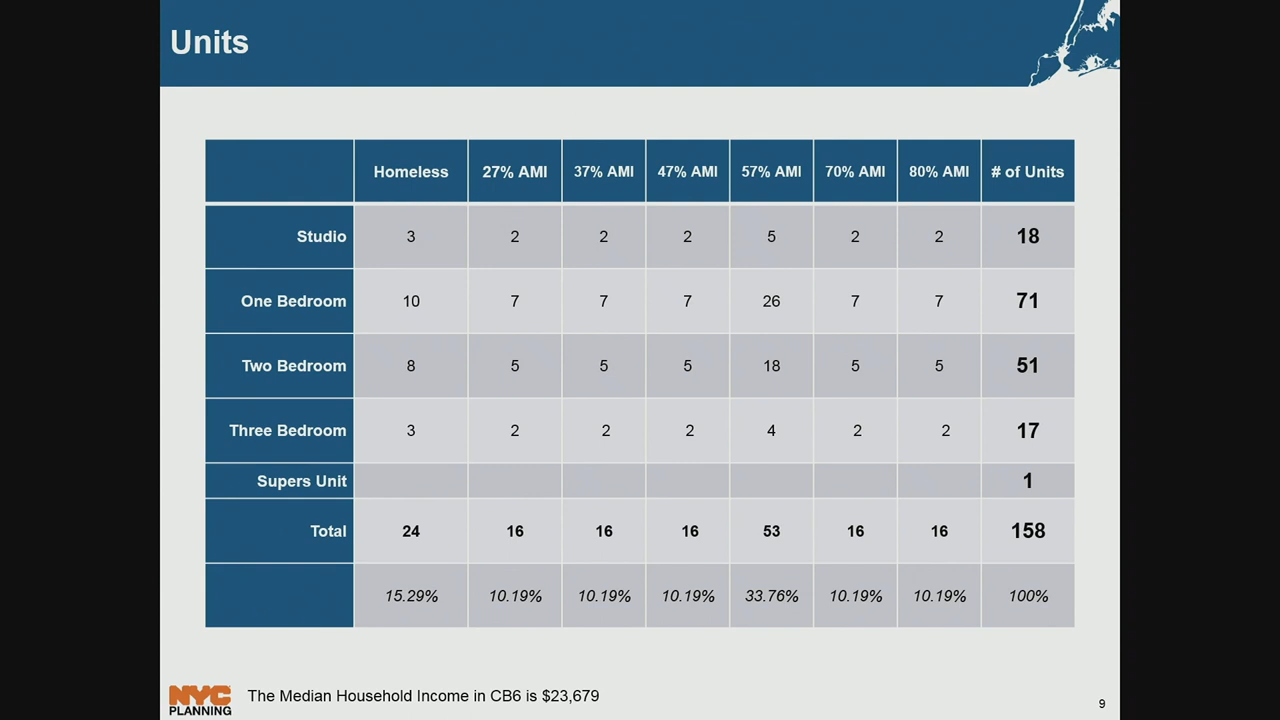 Units
Homeless 27% AMI 37% AMI 47% AMI 57% AMI 70% AMI 80% AMI # of Units
Studio 3 2 2 2 5 2 2 18
One Bedroom 10 7 7 7 26 7 7 71
Two Bedroom 8 5 5 5 18 5 5 51
Three Bedroom 3 2 2 2 4 2 2 17
Supers Unit 1
Total 24 16 16 16 53 16 16 158
15.29% 10.19% 10.19% 10.19% 33.76% 10.19% 10.19% 100%
NYC
PLANNING
The Median Household Income in CB6 is $23,679
9